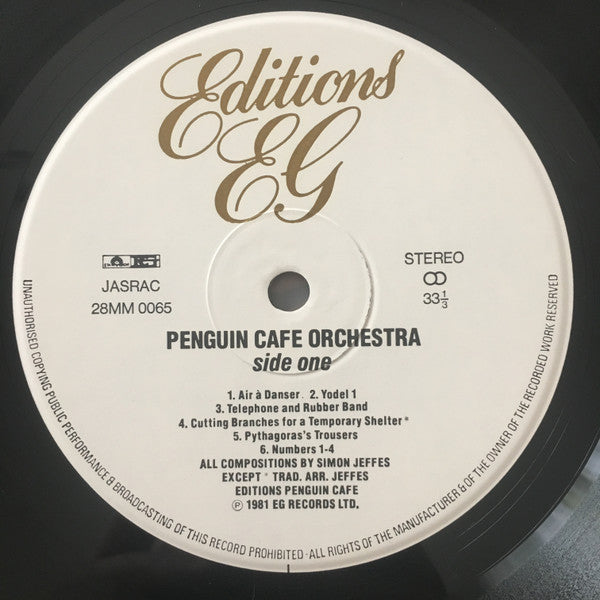 Editions
EG
JASRAC
28MM 0065
STEREO
33⅓
PENGUIN CAFE ORCHESTRA
side one
1. Air à Danser. 2. Yodel 1
3. Telephone and Rubber Band
4. Cutting Branches for a Temporary Shelter*
5. Pythagoras's Trousers
6. Numbers 1-4
ALL COMPOSITIONS BY SIMON JEFFES
EXCEPT * TRAD. ARR. JEFFES
EDITIONS PENGUIN CAFE
℗ 1981 EG RECORDS LTD.
UNAUTHORISED COPYING PUBLIC PERFORMANCE & BROADCASTING OF THIS RECORD PROHIBITED · ALL RIGHTS OF THE MANUFACTURER & OF THE OWNER OF THE RECORDED WORK RESERVED